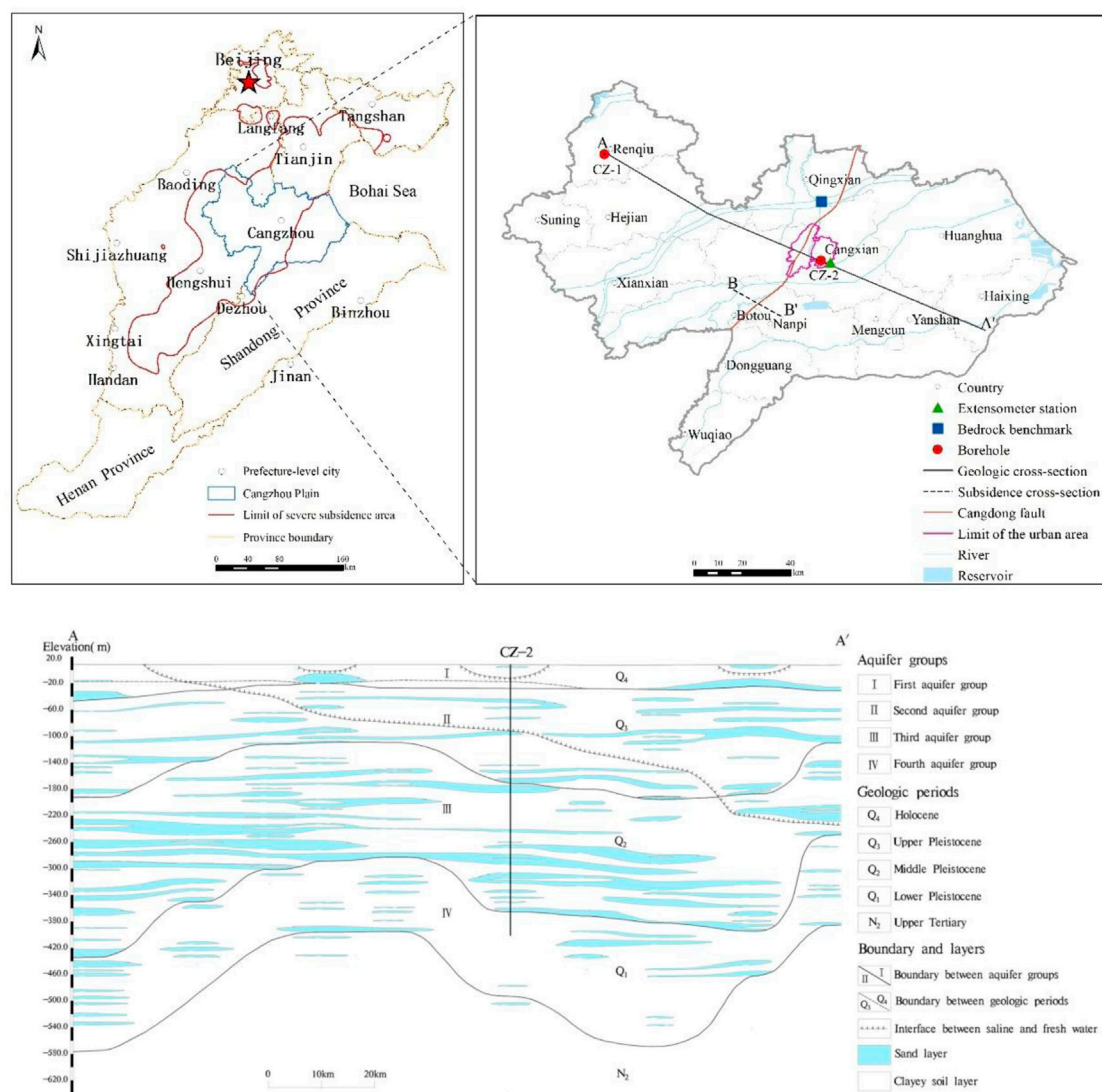 N
Beijing
Tangshan
Langfang
Tianjin
Baoding
Bohai Sea
Cangzhou
Shijiazhuang
Hengshui
Dezhou
Shandong Province
Binzhou
Xingtai
Handan
Jinan
Henan Province
Prefecture-level city
Cangzhou Plain
Limit of severe subsidence area
Province boundary
0 40 80 160
km
A
Renqiu
CZ-1
Qingxian
Suning
Hejian
Cangxian
Huanghua
CZ-2
Xianxian
B
Haixing
Botou
B'
Nanpi
Mengcun
Yanshan
A'
Dongguang
Wuqiao
Country
Extensometer station
Bedrock benchmark
Borehole
Geologic cross-section
Subsidence cross-section
Cangdong fault
Limit of the urban area
River
Reservoir
0 10 20 40
km
A
Elevation( m)
CZ-2
A′
20.0
-20.0
-60.0
-100.0
-140.0
-180.0
-220.0
-260.0
-300.0
-340.0
-380.0
-420.0
-460.0
-500.0
-540.0
-580.0
-620.0
I
Q4
II
Q3
III
Q2
IV
Q1
N2
0 10 20km
Aquifer groups
I First aquifer group
II Second aquifer group
III Third aquifer group
IV Fourth aquifer group
Geologic periods
Q4 Holocene
Q3 Upper Pleistocene
Q2 Middle Pleistocene
Q1 Lower Pleistocene
N2 Upper Tertiary
Boundary and layers
II I Boundary between aquifer groups
Q3 Q4 Boundary between geologic periods
Interface between saline and fresh water
Sand layer
Clayey soil layer